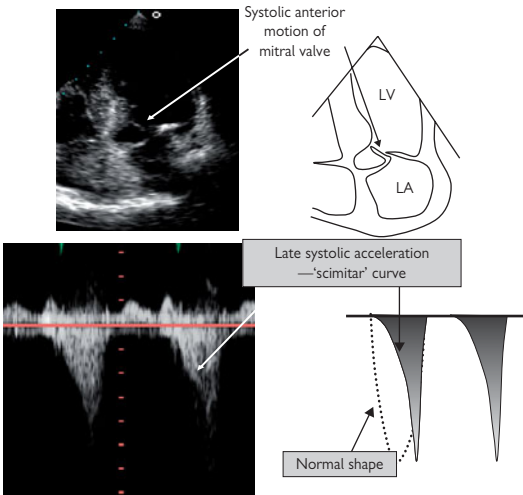 Systolic anterior
motion of
mitral valve
LV
LA
Late systolic acceleration
—‘scimitar’ curve
Normal shape